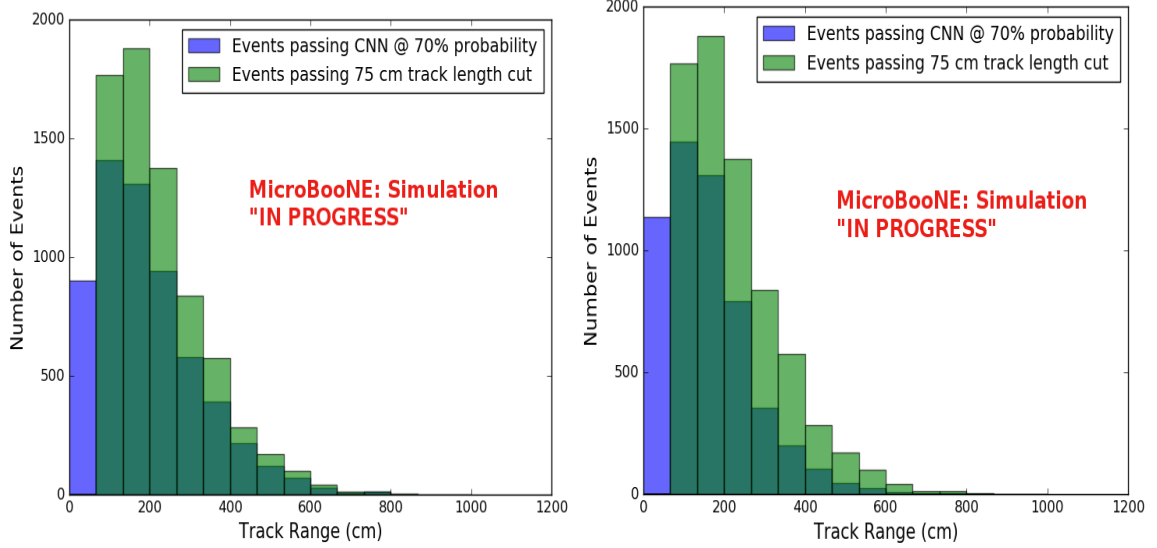 2000
1500
1000
500
0
Number of Events
Events passing CNN @ 70% probability
Events passing 75 cm track length cut
MicroBooNE: Simulation
"IN PROGRESS"
0 200 400 600 800 1000 1200
Track Range (cm)
2000
1500
1000
500
0
Number of Events
Events passing CNN @ 70% probability
Events passing 75 cm track length cut
MicroBooNE: Simulation
"IN PROGRESS"
0 200 400 600 800 1000 1200
Track Range (cm)